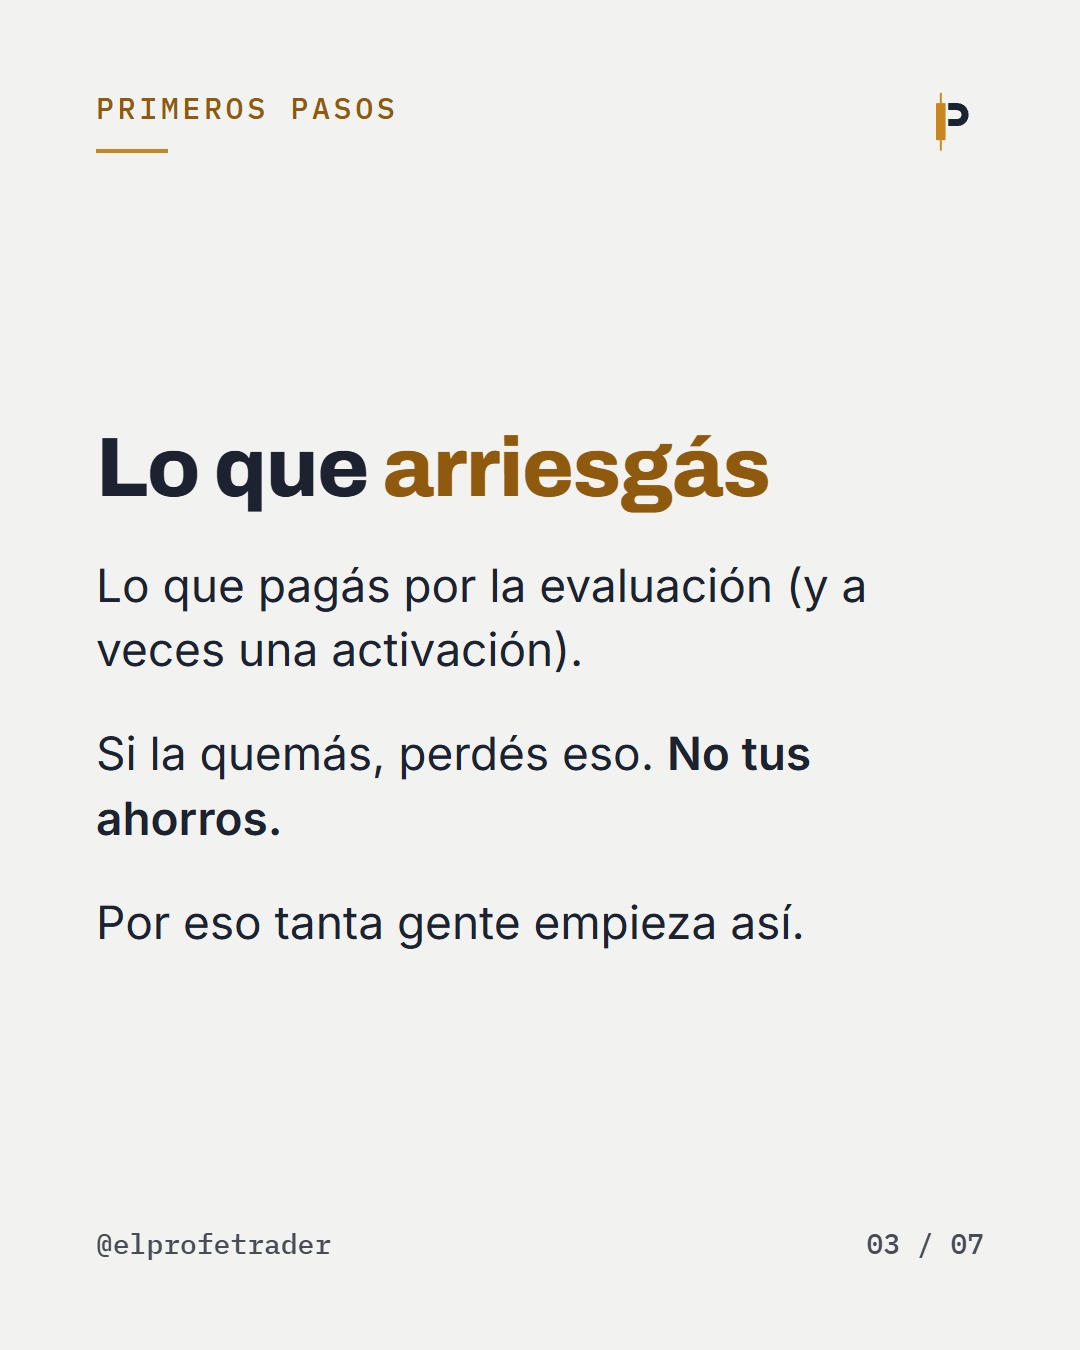 PRIMEROS PASOS
Lo que arriesgás
Lo que pagás por la evaluación (y a
veces una activación).
Si la quemás, perdés eso. No tus
ahorros.
Por eso tanta gente empieza así.
@elprofetrader
03 / 07